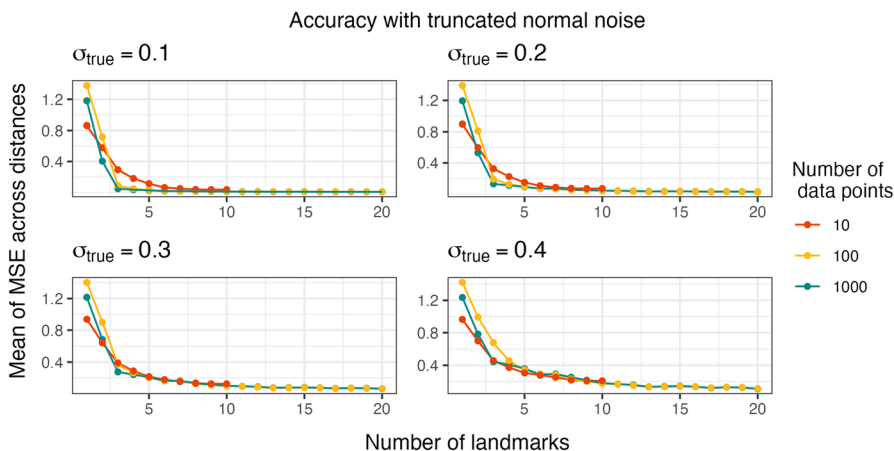 Accuracy with truncated normal noise
σtrue = 0.1
σtrue = 0.2
1.2
0.8
0.4
5 10 15 20
1.2
0.8
0.4
5 10 15 20
σtrue = 0.3
σtrue = 0.4
1.2
0.8
0.4
5 10 15 20
1.2
0.8
0.4
5 10 15 20
Mean of MSE across distances
Number of landmarks
Number of
data points
10
100
1000